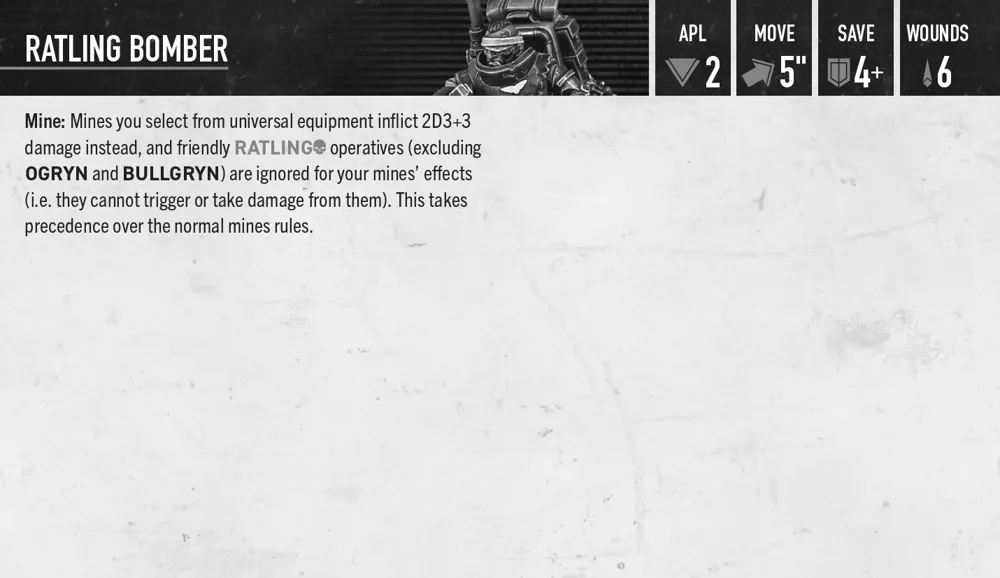 RATLING BOMBER
APL
2
MOVE
5"
SAVE
4+
WOUNDS
6
Mine: Mines you select from universal equipment inflict 2D3+3
damage instead, and friendly RATLING operatives (excluding
OGRYN and BULLGRYN) are ignored for your mines’ effects
(i.e. they cannot trigger or take damage from them). This takes
precedence over the normal mines rules.